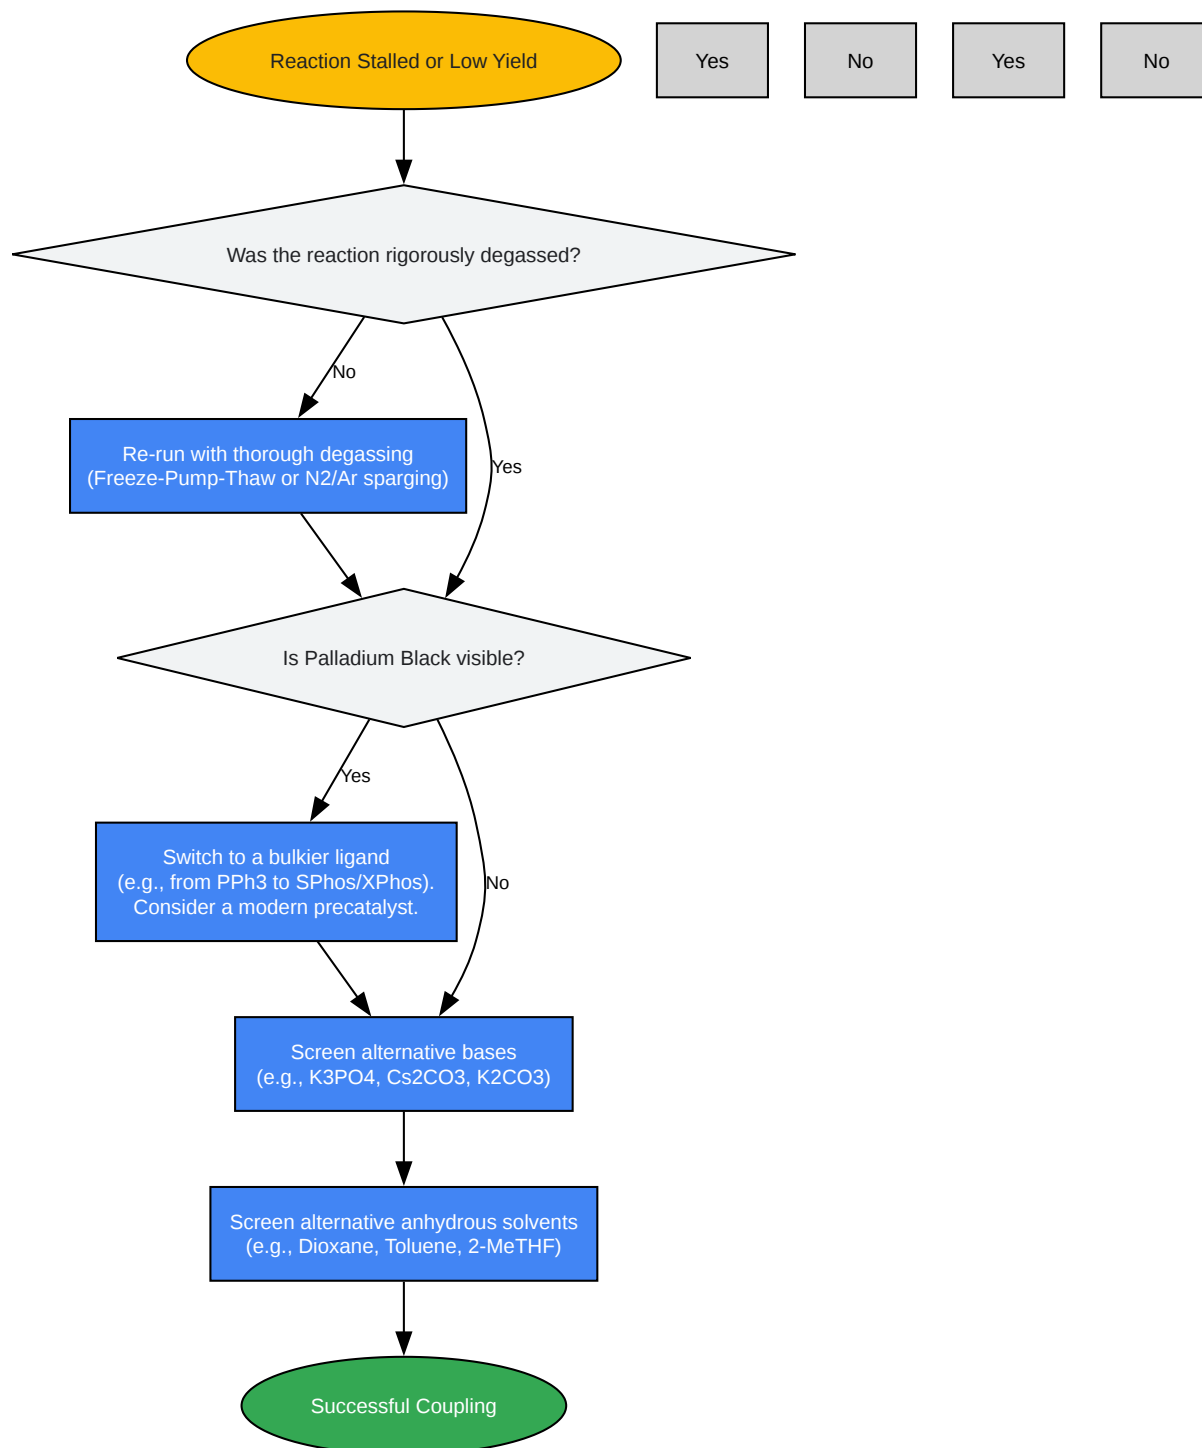 Reaction Stalled or Low Yield
Yes
No
Yes
No
Was the reaction rigorously degassed?
No
Re-run with thorough degassing
(Freeze-Pump-Thaw or N2/Ar sparging)
Yes
Is Palladium Black visible?
Yes
Switch to a bulkier ligand
(e.g., from PPh3 to SPhos/XPhos).
Consider a modern precatalyst.
No
Screen alternative bases
(e.g., K3PO4, Cs2CO3, K2CO3)
Screen alternative anhydrous solvents
(e.g., Dioxane, Toluene, 2-MeTHF)
Successful Coupling